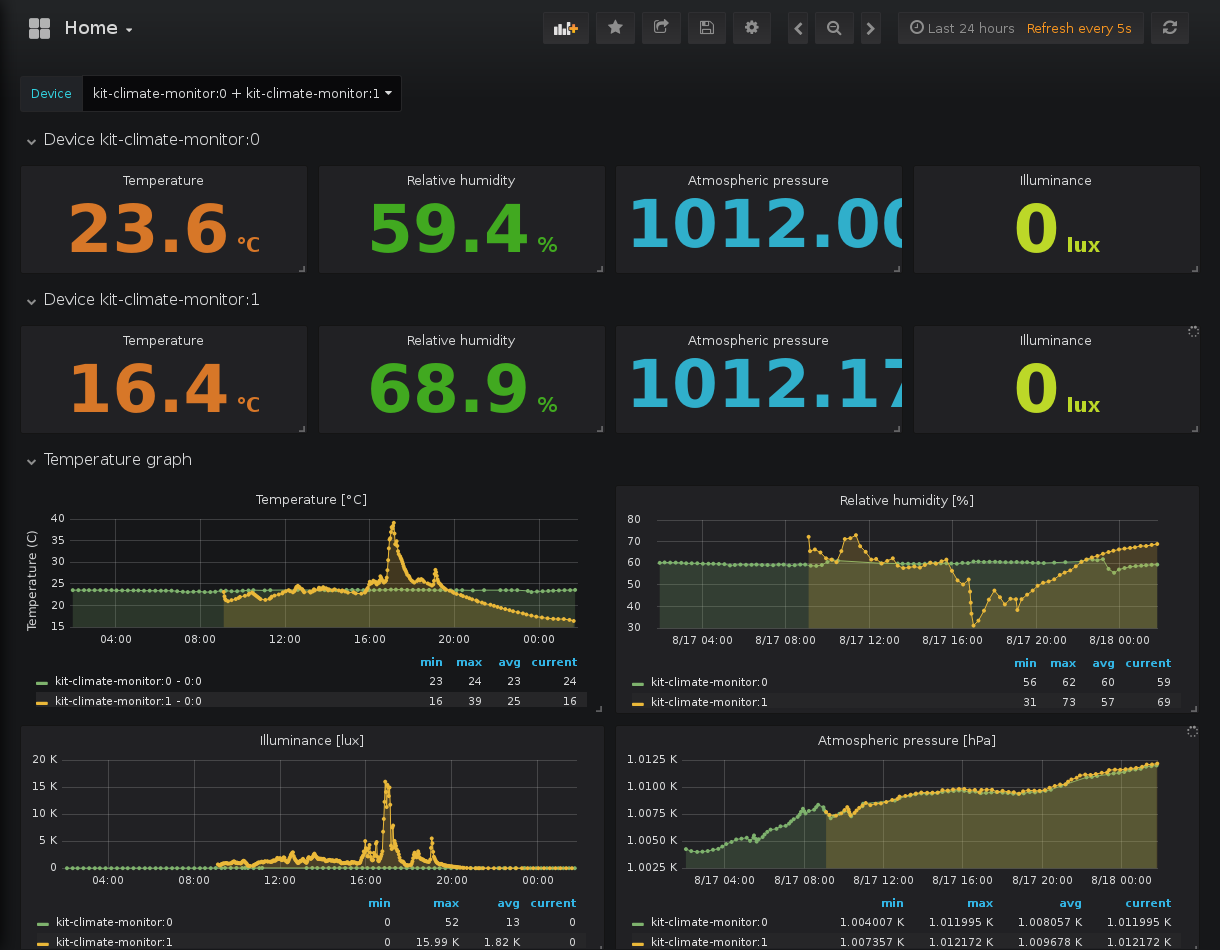 Home
Last 24 hours Refresh every 5s
Device kit-climate-monitor:0 + kit-climate-monitor:1
Device kit-climate-monitor:0
Temperature Relative humidity Atmospheric pressure Illuminance
23.6 °C 59.4 % 1012.00 0 lux
Device kit-climate-monitor:1
Temperature Relative humidity Atmospheric pressure Illuminance
16.4 °C 68.9 % 1012.17 0 lux
Temperature graph
Temperature [°C]
Temperature (C)
40
35
30
25
20
15
04:00 08:00 12:00 16:00 20:00 00:00
min max avg current
kit-climate-monitor:0 - 0:0 23 24 23 24
kit-climate-monitor:1 - 0:0 16 39 25 16
Relative humidity [%]
80
70
60
50
40
30
8/17 04:00 8/17 08:00 8/17 12:00 8/17 16:00 8/17 20:00 8/18 00:00
min max avg current
kit-climate-monitor:0 56 62 60 59
kit-climate-monitor:1 31 73 57 69
Illuminance [lux]
20 K
15 K
10 K
5 K
0
04:00 08:00 12:00 16:00 20:00 00:00
min max avg current
kit-climate-monitor:0 0 52 13 0
kit-climate-monitor:1 0 15.99 K 1.82 K 0
Atmospheric pressure [hPa]
1.0125 K
1.0100 K
1.0075 K
1.0050 K
1.0025 K
8/17 04:00 8/17 08:00 8/17 12:00 8/17 16:00 8/17 20:00 8/18 00:00
min max avg current
kit-climate-monitor:0 1.004007 K 1.011995 K 1.008057 K 1.011995 K
kit-climate-monitor:1 1.007357 K 1.012172 K 1.009678 K 1.012172 K